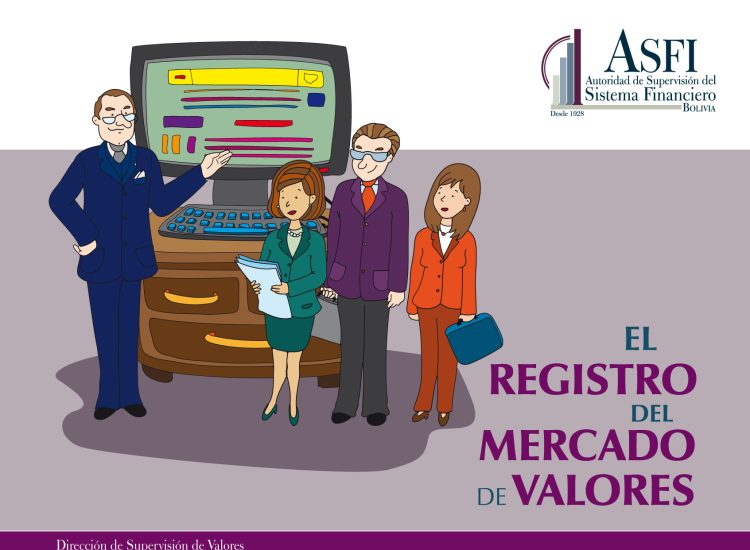 ASFI
Autoridad de Supervisión del
Sistema Financiero
BOLIVIA
Desde 1928
EL
REGISTRO
DEL
MERCADO
DE VALORES
Dirección de Supervisión de Valores